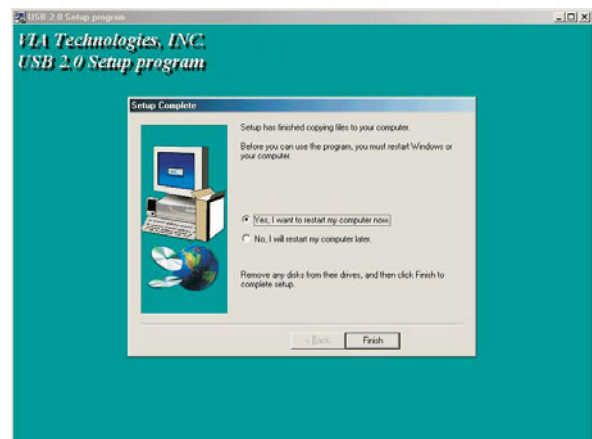 USB 2.0 Setup program
VIA Technologies, INC.
USB 2.0 Setup program
Setup Complete
Setup has finished copying files to your computer.
Before you can use the program, you must restart Windows or
your computer.
Yes, I want to restart my computer now.
No, I will restart my computer later.
Remove any disks from their drives, and then click Finish to
complete setup.
< Back
Finish